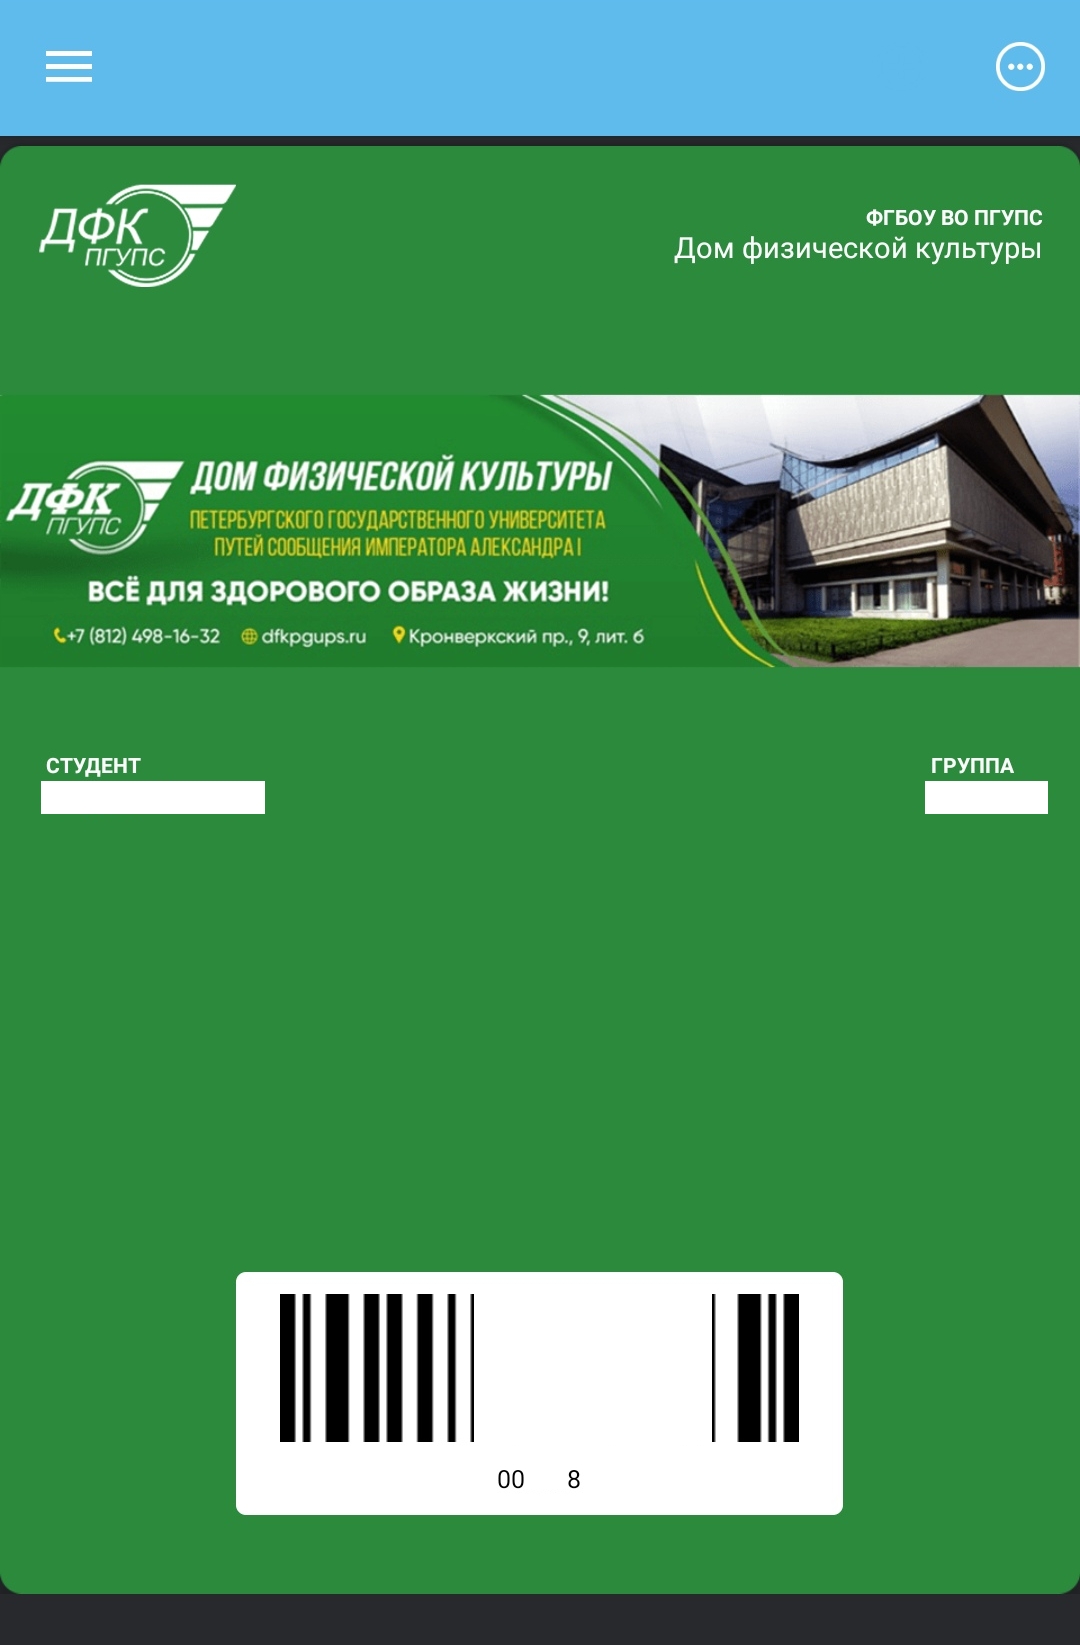 ДФК
ПГУПС
ФГБОУ ВО ПГУПС
Дом физической культуры
ДФК
ПГУПС
ДОМ ФИЗИЧЕСКОЙ КУЛЬТУРЫ
ПЕТЕРБУРГСКОГО ГОСУДАРСТВЕННОГО УНИВЕРСИТЕТА
ПУТЕЙ СООБЩЕНИЯ ИМПЕРАТОРА АЛЕКСАНДРА I
ВСЁ ДЛЯ ЗДОРОВОГО ОБРАЗА ЖИЗНИ!
+7 (812) 498-16-32 dfkpgups.ru Кронверкский пр., 9, лит. б
СТУДЕНТ ГРУППА
00 8